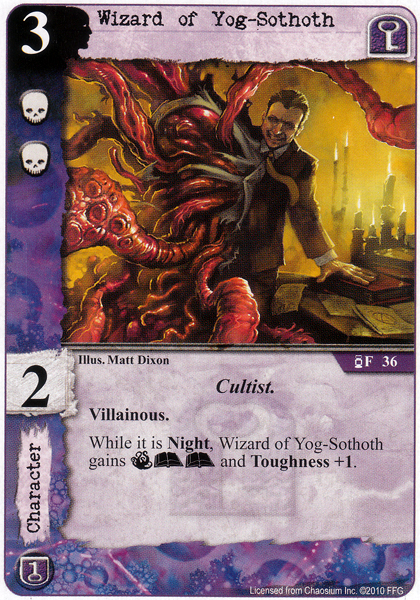 3
Wizard of Yog-Sothoth
Illus. Matt Dixon
F 36
2
Cultist.
Villainous.
While it is Night, Wizard of Yog-Sothoth
gains and Toughness +1.
Character
1
Licensed from Chaosium Inc. ©2010 FFG